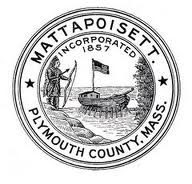 MATTAPOISETT.
INCORPORATED
1857
PLYMOUTH COUNTY, MASS.